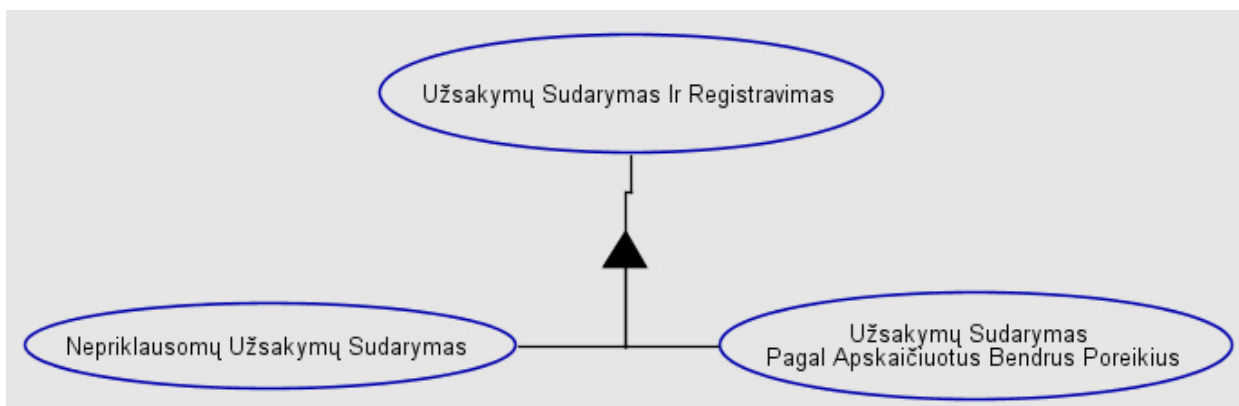 Užsakymų Sudarymas Ir Registravimas
Nepriklausomų Užsakymų Sudarymas
Užsakymų Sudarymas
Pagal Apskaičiuotus Bendrus Poreikius